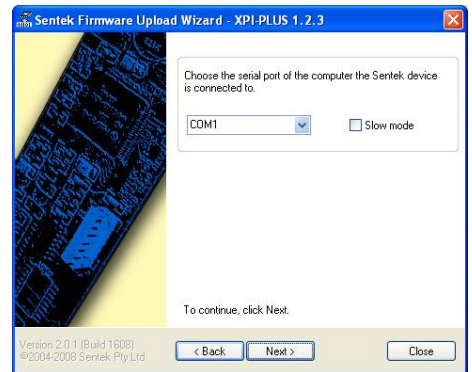 Sentek Firmware Upload Wizard - XPI-PLUS 1.2.3
Choose the serial port of the computer the Sentek device
is connected to.
COM1
Slow mode
To continue, click Next.
Version 2.0.1 (Build 1608)
©2004-2008 Sentek Pty Ltd
< Back
Next >
Close